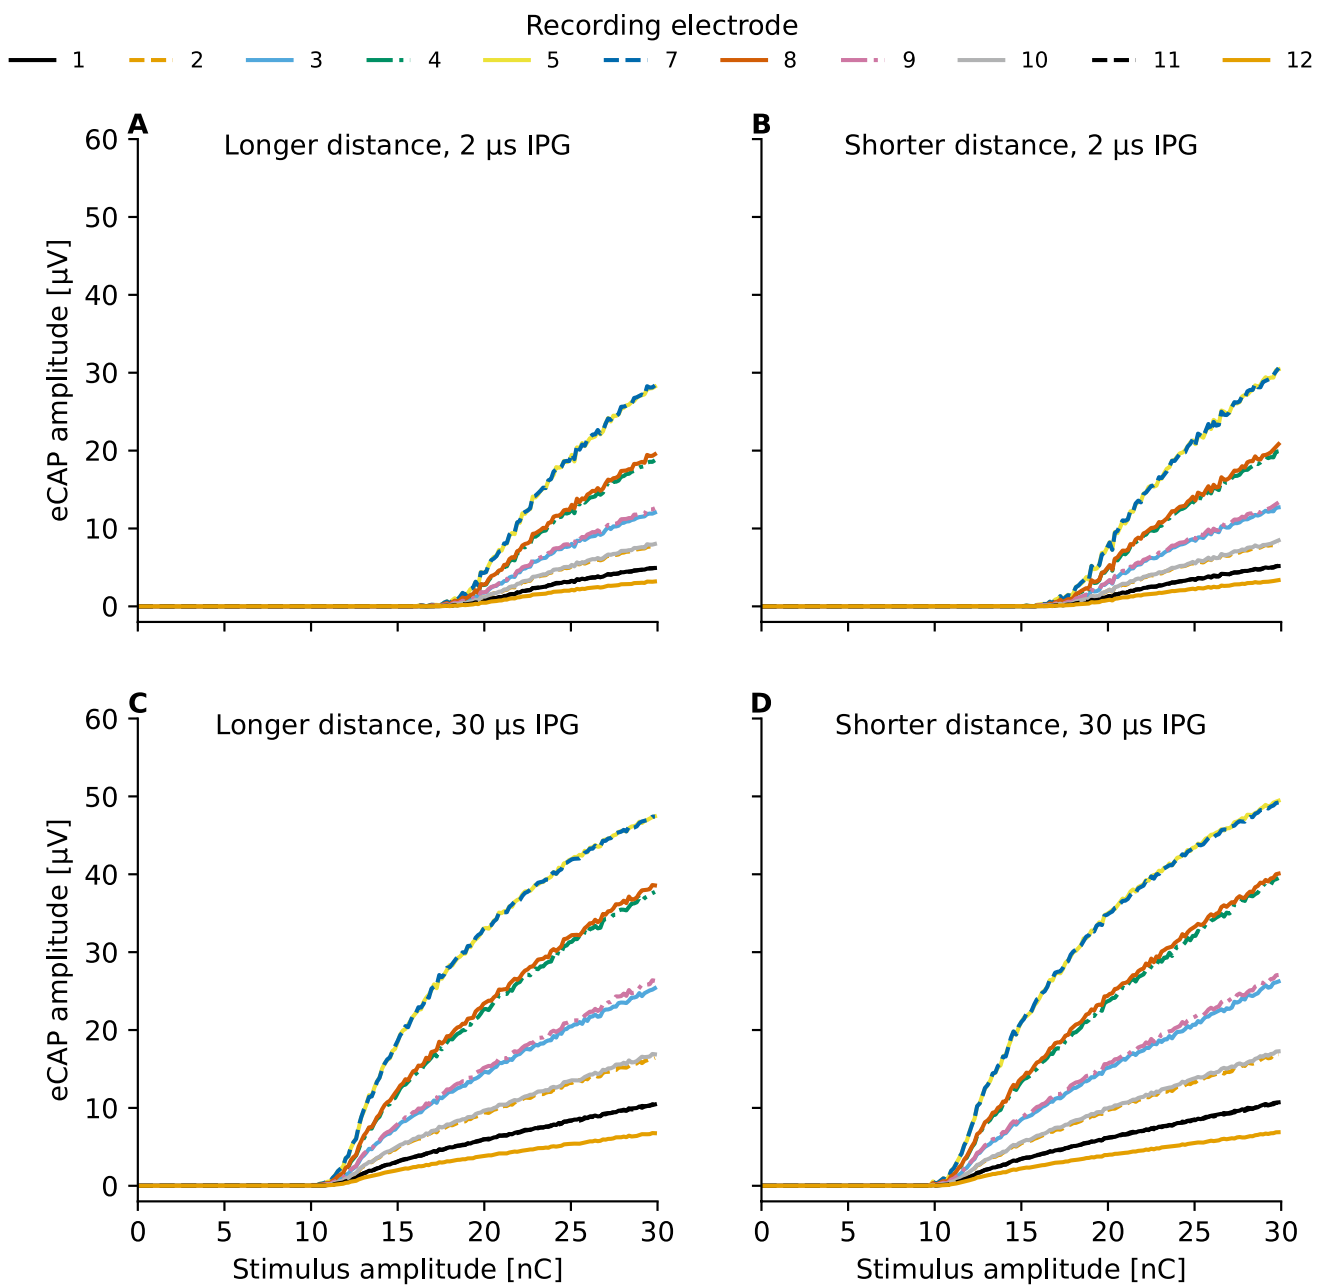 Recording electrode
1 2 3 4 5 7 8 9 10 11 12
A
Longer distance, 2 µs IPG
60
50
40
30
20
10
0
eCAP amplitude [µV]
B
Shorter distance, 2 µs IPG
C
Longer distance, 30 µs IPG
60
50
40
30
20
10
0
eCAP amplitude [µV]
0 5 10 15 20 25 30
Stimulus amplitude [nC]
D
Shorter distance, 30 µs IPG
0 5 10 15 20 25 30
Stimulus amplitude [nC]